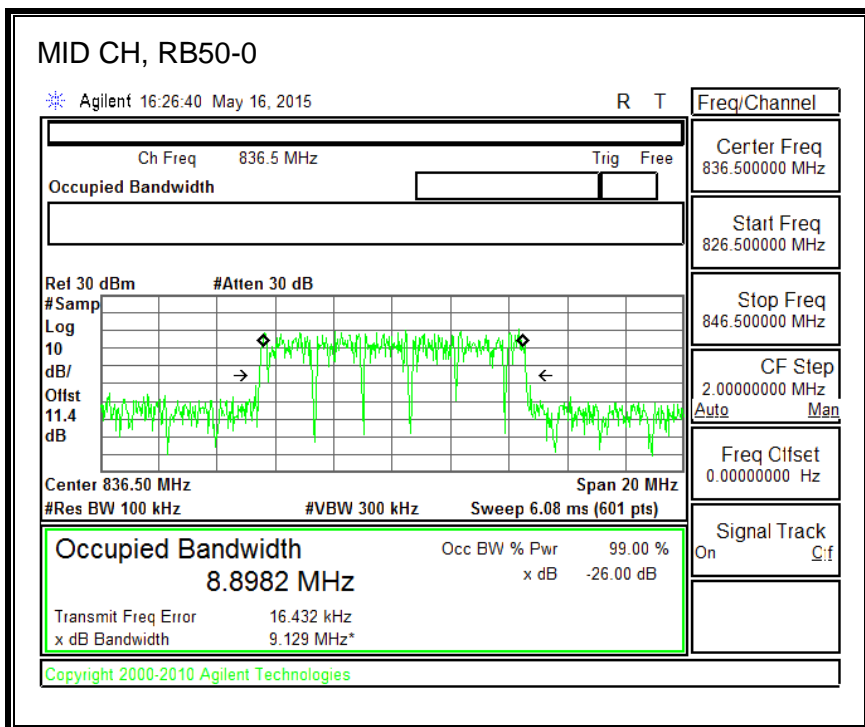 MID CH, RB50-0
Agilent 16:26:40 May 16, 2015 R T
Freq/Channel
Ch Freq 836.5 MHz Trig Free
Occupied Bandwidth
Center Freq
836.500000 MHz
Start Freq
826.500000 MHz
Stop Freq
846.500000 MHz
CF Step
2.00000000 MHz
Auto Man
Freq Offset
0.00000000 Hz
Signal Track
On Off
Ref 30 dBm #Atten 30 dB
#Samp
Log
10
dB/
Offst
11.4
dB
Center 836.50 MHz Span 20 MHz
#Res BW 100 kHz #VBW 300 kHz Sweep 6.08 ms (601 pts)
Occupied Bandwidth
8.8982 MHz
Occ BW % Pwr 99.00 %
x dB -26.00 dB
Transmit Freq Error 16.432 kHz
x dB Bandwidth 9.129 MHz*
Copyright 2000-2010 Agilent Technologies